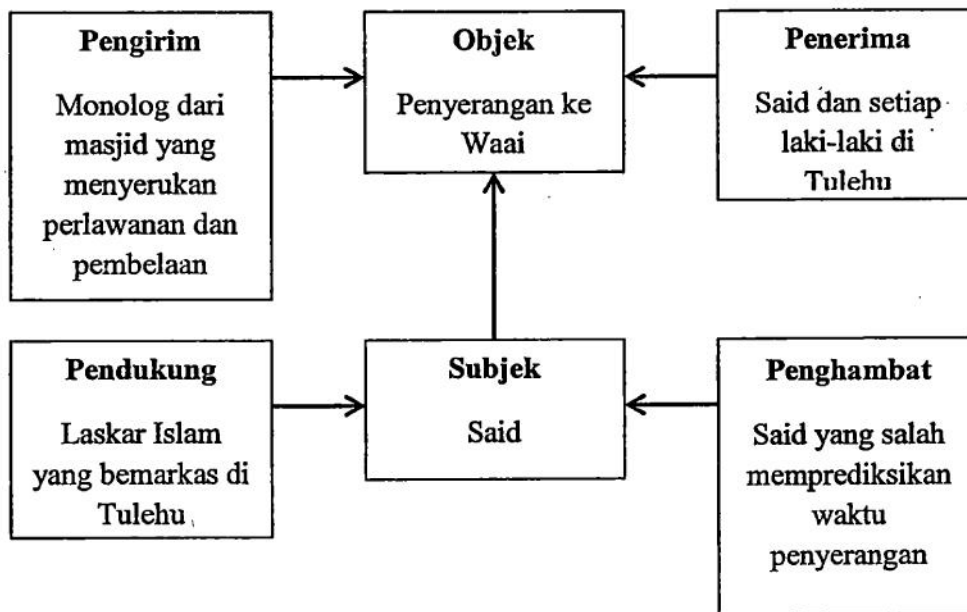 Pengirim
Monolog dari
masjid yang
menyerukan
perlawanan dan
pembelaan
Objek
Penyerangan ke
Waai
Penerima
Said dan setiap
laki-laki di
Tulehu
Pendukung
Laskar Islam
yang bemarkas di
Tulehu
Subjek
Said
Penghambat
Said yang salah
memprediksikan
waktu
penyerangan